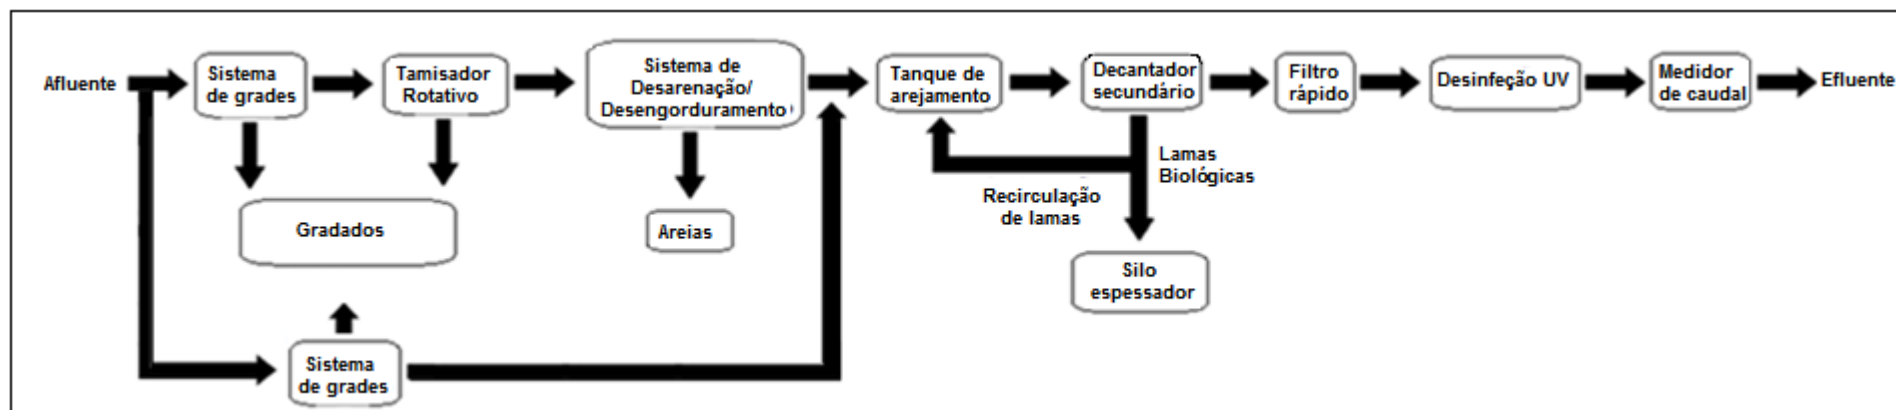 Afluente
Sistema
de grades
Tamisador
Rotativo
Sistema de
Desarenação/
Desengorduramento
Tanque de
arejamento
Decantador
secundário
Filtro
rápido
Desinfeção UV
Medidor
de caudal
Efluente
Gradados
Areias
Recirculação
de lamas
Lamas
Biológicas
Silo
espessador
Sistema
de grades